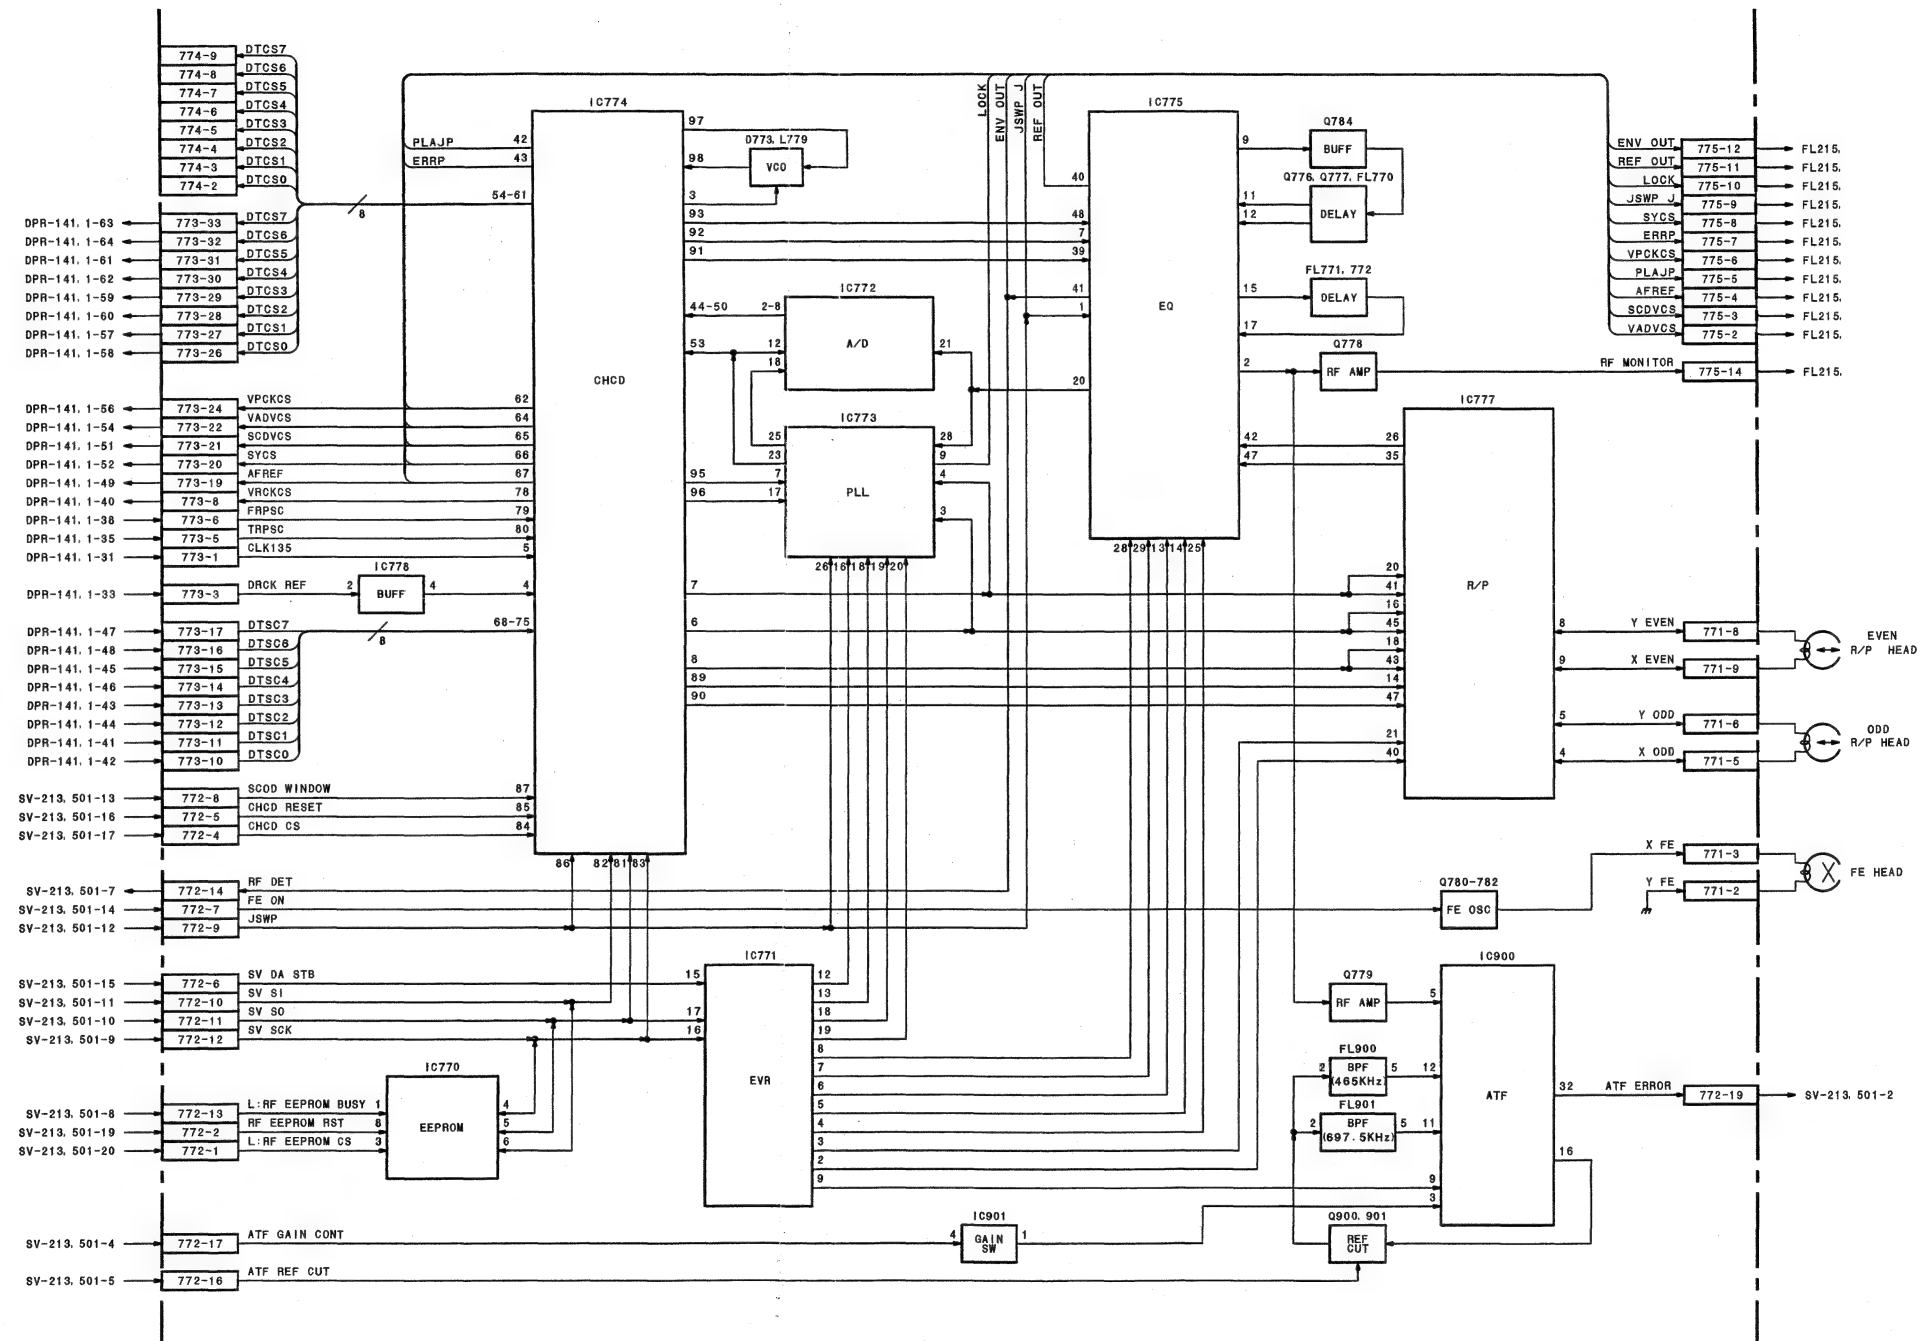 774-9 DTCS7
774-8 DTCS6
774-7 DTCS5
774-6 DTCS4
774-5 DTCS3
774-4 DTCS2
774-3 DTCS1
774-2 DTCS0
8
DPR-141, 1-63 773-33 DTCS7
DPR-141, 1-64 773-32 DTCS6
DPR-141, 1-61 773-31 DTCS5
DPR-141, 1-62 773-30 DTCS4
DPR-141, 1-59 773-29 DTCS3
DPR-141, 1-60 773-28 DTCS2
DPR-141, 1-57 773-27 DTCS1
DPR-141, 1-58 773-26 DTCS0
DPR-141, 1-56 773-24 VPCKCS 62
DPR-141, 1-54 773-22 VADVCS 64
DPR-141, 1-51 773-21 SCDVCS 65
DPR-141, 1-52 773-20 SYCS 66
DPR-141, 1-49 773-19 AFREF 67
DPR-141, 1-40 773-8 VRCKCS 78
DPR-141, 1-38 773-6 FRPSC 79
DPR-141, 1-35 773-5 TRPSC 80
DPR-141, 1-31 773-1 CLK135 5
IC778
DPR-141, 1-33 773-3 DRCK REF 2 BUFF 4 4
DPR-141, 1-47 773-17 DTSC7 8 68-75
DPR-141, 1-48 773-16 DTSC6
DPR-141, 1-45 773-15 DTSC5
DPR-141, 1-46 773-14 DTSC4
DPR-141, 1-43 773-13 DTSC3
DPR-141, 1-44 773-12 DTSC2
DPR-141, 1-41 773-11 DTSC1
DPR-141, 1-42 773-10 DTSC0
SV-213, 501-13 772-8 SCOD WINDOW 87
SV-213, 501-16 772-5 CHCD RESET 85
SV-213, 501-17 772-4 CHCD CS 84
SV-213, 501-7 772-14 RF DET
SV-213, 501-14 772-7 FE ON
SV-213, 501-12 772-9 JSWP
SV-213, 501-15 772-6 SV DA STB 15
SV-213, 501-11 772-10 SV SI
SV-213, 501-10 772-11 SV SO 17
SV-213, 501-9 772-12 SV SCK 16
IC770
SV-213, 501-8 772-13 L:RF EEPROM BUSY 1 4
SV-213, 501-19 772-2 RF EEPROM RST 8 EEPROM 5
SV-213, 501-20 772-1 L:RF EEPROM CS 3 6
SV-213, 501-4 772-17 ATF GAIN CONT
SV-213, 501-5 772-16 ATF REF CUT
IC774
PLAJP 42
ERRP 43
54-61
CHCD
97
98
3
93
92
91
44-50
53
95
96
7
6
8
89
90
86 82 81 83
D773, L779
VCO
IC772
2-8
12 A/D 21
18
IC773
25 28
23 9
7 4
17 PLL
3
26 16 18 19 20
LOCK
ENV OUT
JSWP J
REF OUT
IC775
40
48
7
39
41
1
20
EQ
9
11
12
15
17
2
42
47
28 29 13 14 25
Q784
BUFF
Q776, Q777, FL770
DELAY
FL771, 772
DELAY
Q778
RF AMP
RF MONITOR 775-14 FL215,
ENV OUT 775-12 FL215,
REF OUT 775-11 FL215,
LOCK 775-10 FL215,
JSWP J 775-9 FL215,
SYCS 775-8 FL215,
ERRP 775-7 FL215,
VPCKCS 775-6 FL215,
PLAJP 775-5 FL215,
AFREF 775-4 FL215,
SCDVCS 775-3 FL215,
VADVCS 775-2 FL215,
IC777
26
35
20
41
16
45
18
43
14
47
21
40
R/P
8 Y EVEN 771-8
9 X EVEN 771-9
EVEN
R/P HEAD
5 Y ODD 771-6
4 X ODD 771-5
ODD
R/P HEAD
X FE 771-3
Y FE 771-2
FE HEAD
Q780-782
FE OSC
IC771
EVR
12
13
18
19
8
7
6
5
4
3
2
9
IC901
4 GAIN SW 1
Q779
RF AMP 5
FL900
2 BPF (465KHz) 5 12
FL901
2 BPF (697.5KHz) 5 11
9
3
Q900, 901
REF CUT
IC900
ATF
32 ATF ERROR 772-19 SV-213, 501-2
16